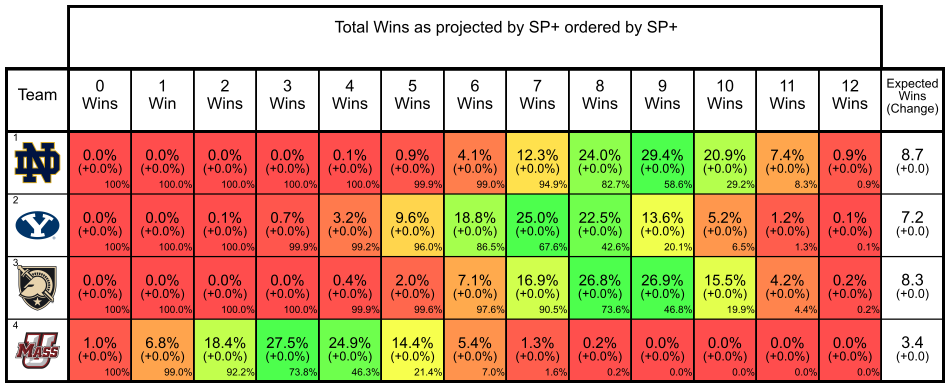 Total Wins as projected by SP+ ordered by SP+
Team 0 Wins 1 Win 2 Wins 3 Wins 4 Wins 5 Wins 6 Wins 7 Wins 8 Wins 9 Wins 10 Wins 11 Wins 12 Wins Expected Wins (Change)
1
ND 0.0% 0.0% 0.0% 0.0% 0.1% 0.9% 4.1% 12.3% 24.0% 29.4% 20.9% 7.4% 0.9% 8.7
(+0.0%) (+0.0%) (+0.0%) (+0.0%) (+0.0%) (+0.0%) (+0.0%) (+0.0%) (+0.0%) (+0.0%) (+0.0%) (+0.0%) (+0.0%) (+0.0)
100% 100.0% 100.0% 100.0% 100.0% 99.9% 99.0% 94.9% 82.7% 58.6% 29.2% 8.3% 0.9%
2
Y 0.0% 0.0% 0.1% 0.7% 3.2% 9.6% 18.8% 25.0% 22.5% 13.6% 5.2% 1.2% 0.1% 7.2
(+0.0%) (+0.0%) (+0.0%) (+0.0%) (+0.0%) (+0.0%) (+0.0%) (+0.0%) (+0.0%) (+0.0%) (+0.0%) (+0.0%) (+0.0%) (+0.0)
100% 100.0% 100.0% 99.9% 99.2% 96.0% 86.5% 67.6% 42.6% 20.1% 6.5% 1.3% 0.1%
3
0.0% 0.0% 0.0% 0.0% 0.4% 2.0% 7.1% 16.9% 26.8% 26.9% 15.5% 4.2% 0.2% 8.3
(+0.0%) (+0.0%) (+0.0%) (+0.0%) (+0.0%) (+0.0%) (+0.0%) (+0.0%) (+0.0%) (+0.0%) (+0.0%) (+0.0%) (+0.0%) (+0.0)
100% 100.0% 100.0% 100.0% 99.9% 99.6% 97.6% 90.5% 73.6% 46.8% 19.9% 4.4% 0.2%
4
U MASS 1.0% 6.8% 18.4% 27.5% 24.9% 14.4% 5.4% 1.3% 0.2% 0.0% 0.0% 0.0% 0.0% 3.4
(+0.0%) (+0.0%) (+0.0%) (+0.0%) (+0.0%) (+0.0%) (+0.0%) (+0.0%) (+0.0%) (+0.0%) (+0.0%) (+0.0%) (+0.0%) (+0.0)
100% 99.0% 92.2% 73.8% 46.3% 21.4% 7.0% 1.6% 0.2% 0.0% 0.0% 0.0% 0.0%